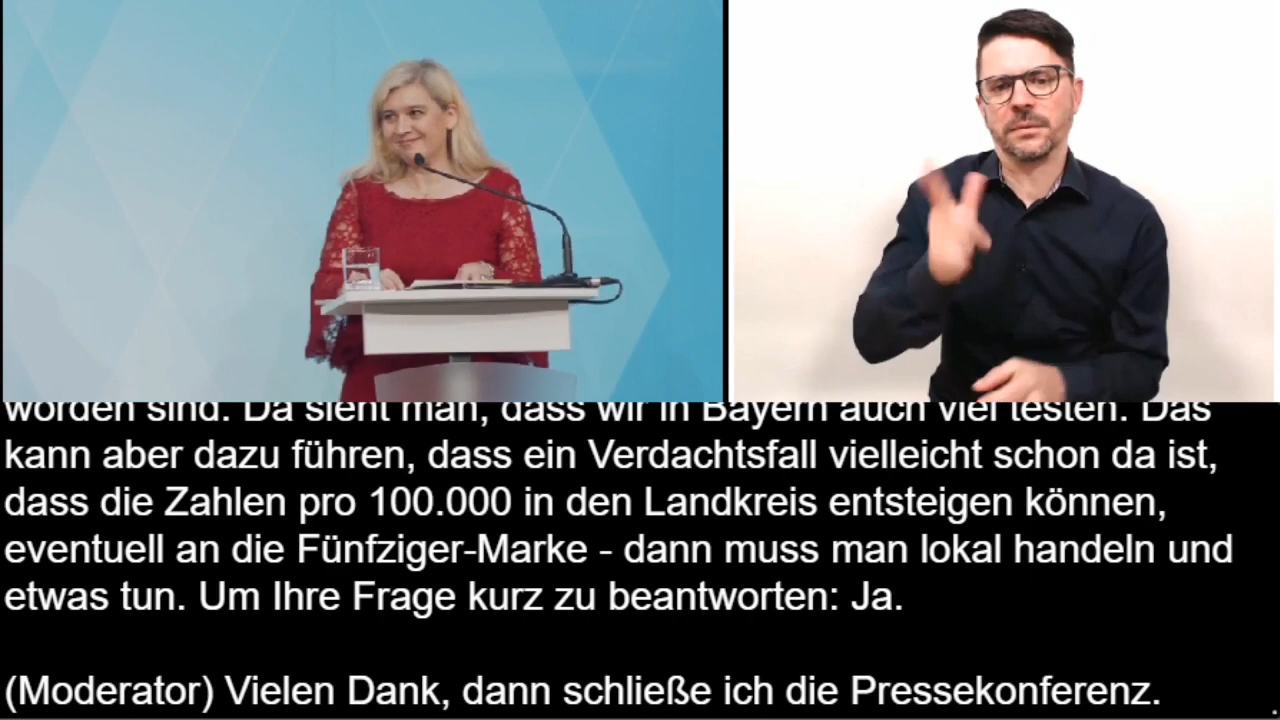 worden sind. Da sieht man, dass wir in Bayern auch viel testen. Das
kann aber dazu führen, dass ein Verdachtsfall vielleicht schon da ist,
dass die Zahlen pro 100.000 in den Landkreis entsteigen können,
eventuell an die Fünfziger-Marke - dann muss man lokal handeln und
etwas tun. Um Ihre Frage kurz zu beantworten: Ja.
(Moderator) Vielen Dank, dann schließe ich die Pressekonferenz.